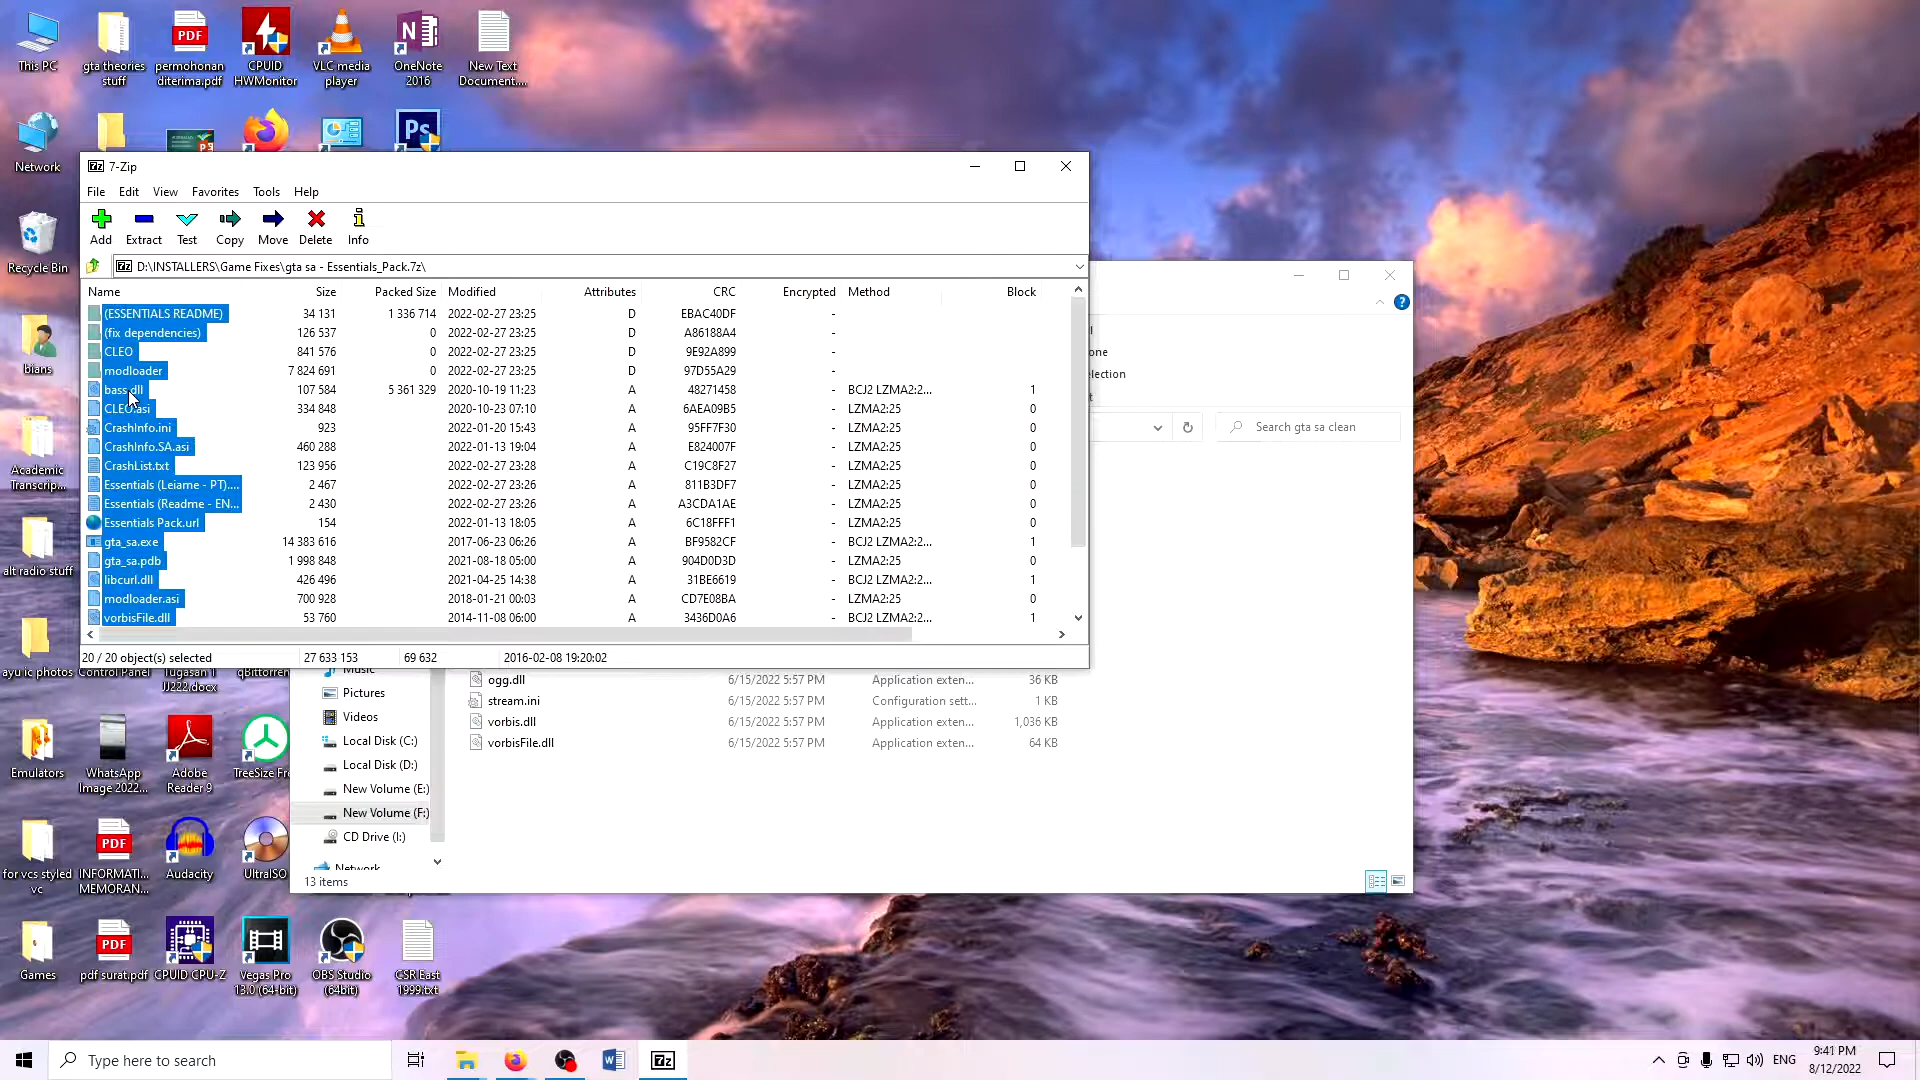 This PC
gta theories
stuff
permohonan
diterima.pdf
CPUID
HWMonitor
VLC media
player
OneNote
2016
New Text
Document....
Network
Recycle Bin
bians
Academic
Transcrip...
alt radio stuff
ayu ic photos
Control Panel
Tugasan 1
JJ222.docx
qBittorren
7-Zip
File Edit View Favorites Tools Help
Add Extract Test Copy Move Delete Info
D:\INSTALLERS\Game Fixes\gta sa - Essentials_Pack.7z\
Name Size Packed Size Modified Attributes CRC Encrypted Method Block
(ESSENTIALS README) 34 131 1 336 714 2022-02-27 23:25 D EBAC40DF -
(fix dependencies) 126 537 0 2022-02-27 23:25 D A86188A4 -
CLEO 841 576 0 2022-02-27 23:25 D 9E92A899 -
modloader 7 824 691 0 2022-02-27 23:25 D 97D55A29 -
bass.dll 107 584 5 361 329 2020-10-19 11:23 A 48271458 - BCJ2 LZMA2:2... 1
CLEO.asi 334 848 2020-10-23 07:10 A 6AEA09B5 - LZMA2:25 0
CrashInfo.ini 923 2022-01-20 15:43 A 95FF7F30 - LZMA2:25 0
CrashInfo.SA.asi 460 288 2022-01-13 19:04 A E824007F - LZMA2:25 0
CrashList.txt 123 956 2022-02-27 23:28 A C19C8F27 - LZMA2:25 0
Essentials (Leiame - PT).... 2 467 2022-02-27 23:26 A 811B3DF7 - LZMA2:25 0
Essentials (Readme - EN... 2 430 2022-02-27 23:26 A A3CDA1AE - LZMA2:25 0
Essentials Pack.url 154 2022-01-13 18:05 A 6C18FFF1 - LZMA2:25 0
gta_sa.exe 14 383 616 2017-06-23 06:26 A BF9582CF - BCJ2 LZMA2:2... 1
gta_sa.pdb 1 998 848 2021-08-18 05:00 A 904D0D3D - LZMA2:25 0
libcurl.dll 426 496 2021-04-25 14:38 A 31BE6619 - BCJ2 LZMA2:2... 1
modloader.asi 700 928 2018-01-21 00:03 A CD7E08BA - LZMA2:25 0
vorbisFile.dll 53 760 2014-11-08 06:00 A 3436D0A6 - BCJ2 LZMA2:2... 1
20 / 20 object(s) selected 27 633 153 69 632 2016-02-08 19:20:02
one
election
Search gta sa clean
Music
Pictures
Videos
Local Disk (C:)
Local Disk (D:)
New Volume (E:)
New Volume (F:)
CD Drive (I:)
Network
ogg.dll 6/15/2022 5:57 PM Application exten... 36 KB
stream.ini 6/15/2022 5:57 PM Configuration sett... 1 KB
vorbis.dll 6/15/2022 5:57 PM Application exten... 1,036 KB
vorbisFile.dll 6/15/2022 5:57 PM Application exten... 64 KB
13 items
Emulators
WhatsApp
Image 2022...
Adobe
Reader 9
TreeSize Fr
for vcs styled
vc
PDF
INFORMATI...
MEMORAN...
Audacity
UltraISO
Games
PDF
pdf surat.pdf
CPUID CPU-Z
Vegas Pro
13.0 (64-bit)
OBS Studio
(64bit)
CSR East
1999.txt
Type here to search
ENG
9:41 PM
8/12/2022